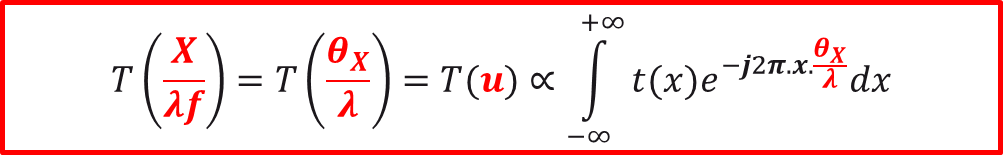 T(X/λf) = T(θ_X/λ) = T(u) ∝ ∫_{−∞}^{+∞} t(x)e^{−j2π.x.θ_X/λ}dx